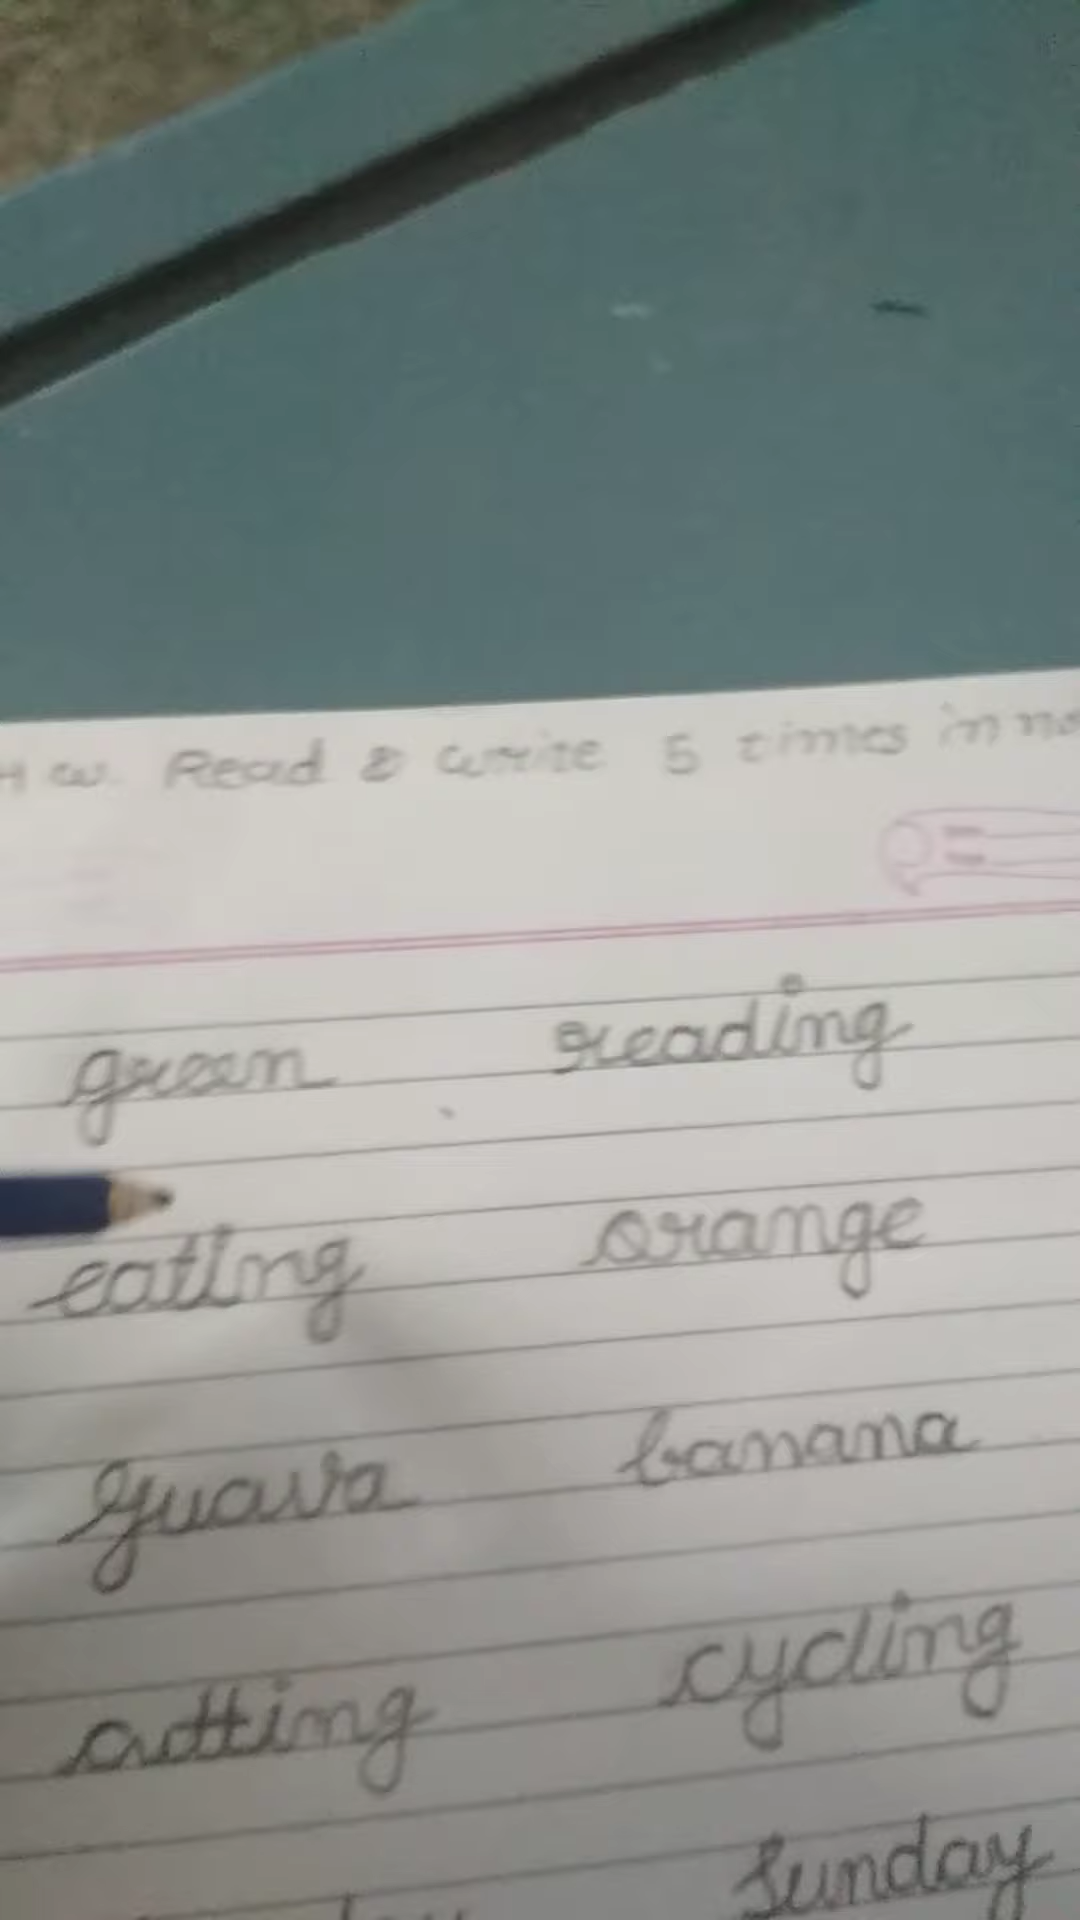 H W. Read & write 5 times in
green reading
eating orange
guava banana
cutting cycling
Sunday